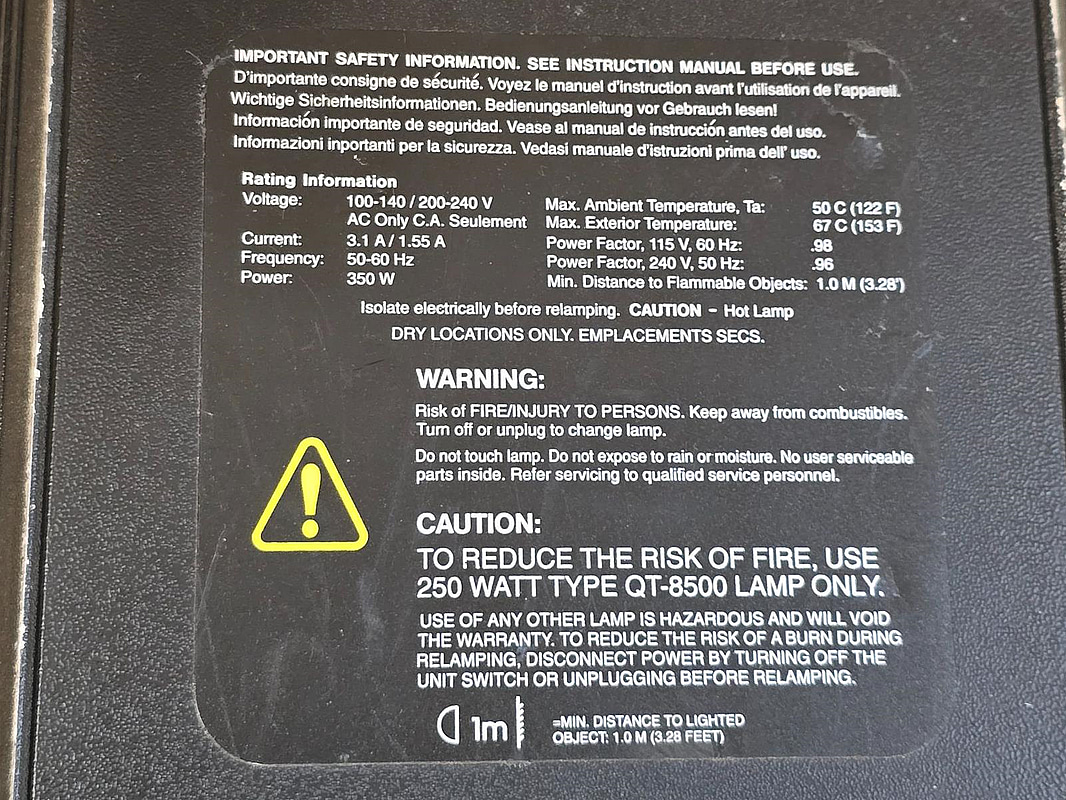 IMPORTANT SAFETY INFORMATION. SEE INSTRUCTION MANUAL BEFORE USE.
D'importante consigne de sécurité. Voyez le manuel d'instruction avant l'utilisation de l'appareil.
Wichtige Sicherheitsinformationen. Bedienungsanleitung vor Gebrauch lesen!
Información importante de seguridad. Vease al manual de instrucción antes del uso.
Informazioni inportanti per la sicurezza. Vedasi manuale d'istruzioni prima dell' uso.
Rating Information
Voltage: 100-140 / 200-240 V
AC Only C.A. Seulement
Current: 3.1 A / 1.55 A
Frequency: 50-60 Hz
Power: 350 W
Max. Ambient Temperature, Ta: 50 C (122 F)
Max. Exterior Temperature: 67 C (153 F)
Power Factor, 115 V, 60 Hz: .98
Power Factor, 240 V, 50 Hz: .96
Min. Distance to Flammable Objects: 1.0 M (3.28')
Isolate electrically before relamping. CAUTION - Hot Lamp
DRY LOCATIONS ONLY. EMPLACEMENTS SECS.
WARNING:
Risk of FIRE/INJURY TO PERSONS. Keep away from combustibles.
Turn off or unplug to change lamp.
Do not touch lamp. Do not expose to rain or moisture. No user serviceable
parts inside. Refer servicing to qualified service personnel.
CAUTION:
TO REDUCE THE RISK OF FIRE, USE
250 WATT TYPE QT-8500 LAMP ONLY.
USE OF ANY OTHER LAMP IS HAZARDOUS AND WILL VOID
THE WARRANTY. TO REDUCE THE RISK OF A BURN DURING
RELAMPING, DISCONNECT POWER BY TURNING OFF THE
UNIT SWITCH OR UNPLUGGING BEFORE RELAMPING.
1m
=MIN. DISTANCE TO LIGHTED
OBJECT: 1.0 M (3.28 FEET)